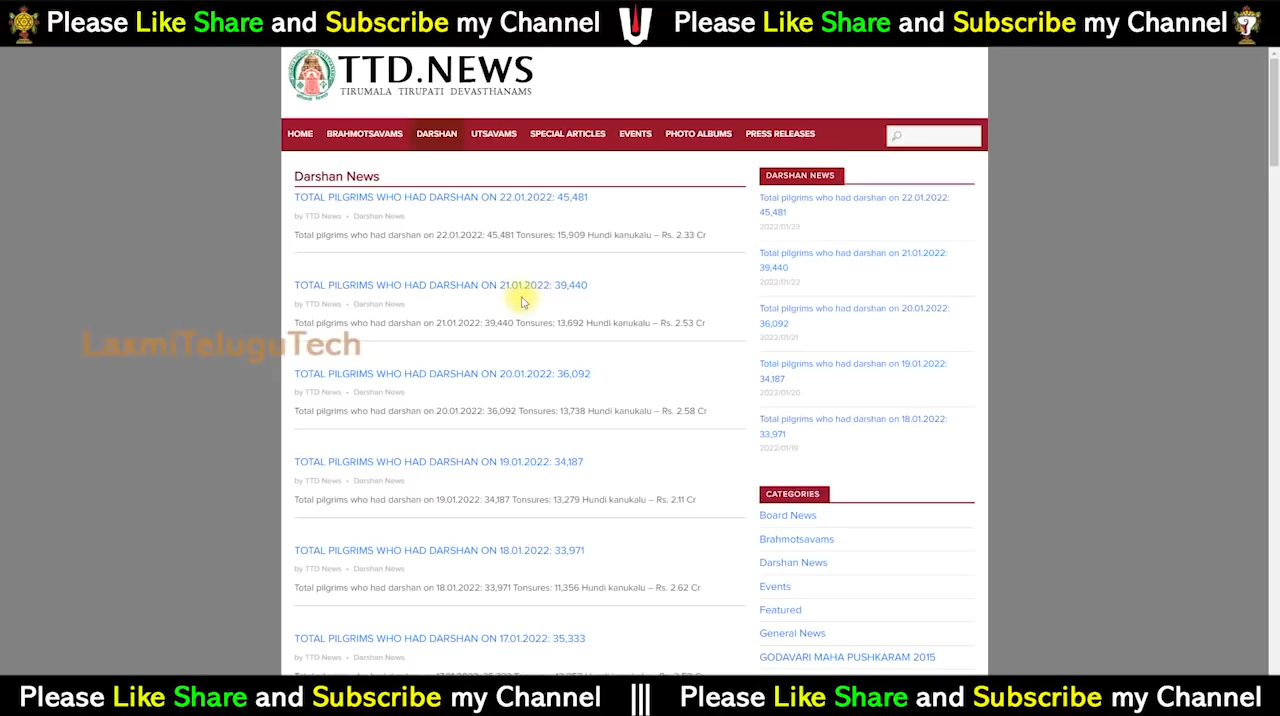 Please Like Share and Subscribe my Channel Please Like Share and Subscribe my Channel
TTD.NEWS
TIRUMALA TIRUPATI DEVASTHANAMS
HOME BRAHMOTSAVAMS DARSHAN UTSAVAMS SPECIAL ARTICLES EVENTS PHOTO ALBUMS PRESS RELEASES
Darshan News
TOTAL PILGRIMS WHO HAD DARSHAN ON 22.01.2022: 45,481
by TTD News • Darshan News
Total pilgrims who had darshan on 22.01.2022: 45,481 Tonsures: 15,909 Hundi kanukalu – Rs. 2.33 Cr
TOTAL PILGRIMS WHO HAD DARSHAN ON 21.01.2022: 39,440
by TTD News • Darshan News
Total pilgrims who had darshan on 21.01.2022: 39,440 Tonsures: 13,692 Hundi kanukalu – Rs. 2.53 Cr
LaxmiTeluguTech
TOTAL PILGRIMS WHO HAD DARSHAN ON 20.01.2022: 36,092
by TTD News • Darshan News
Total pilgrims who had darshan on 20.01.2022: 36,092 Tonsures: 13,738 Hundi kanukalu – Rs. 2.58 Cr
TOTAL PILGRIMS WHO HAD DARSHAN ON 19.01.2022: 34,187
by TTD News • Darshan News
Total pilgrims who had darshan on 19.01.2022: 34,187 Tonsures: 13,279 Hundi kanukalu – Rs. 2.11 Cr
TOTAL PILGRIMS WHO HAD DARSHAN ON 18.01.2022: 33,971
by TTD News • Darshan News
Total pilgrims who had darshan on 18.01.2022: 33,971 Tonsures: 11,356 Hundi kanukalu – Rs. 2.62 Cr
TOTAL PILGRIMS WHO HAD DARSHAN ON 17.01.2022: 35,333
by TTD News • Darshan News
DARSHAN NEWS
Total pilgrims who had darshan on 22.01.2022:
45,481
2022/01/23
Total pilgrims who had darshan on 21.01.2022:
39,440
2022/01/22
Total pilgrims who had darshan on 20.01.2022:
36,092
2022/01/21
Total pilgrims who had darshan on 19.01.2022:
34,187
2022/01/20
Total pilgrims who had darshan on 18.01.2022:
33,971
2022/01/19
CATEGORIES
Board News
Brahmotsavams
Darshan News
Events
Featured
General News
GODAVARI MAHA PUSHKARAM 2015
Please Like Share and Subscribe my Channel ||| Please Like Share and Subscribe my Channel